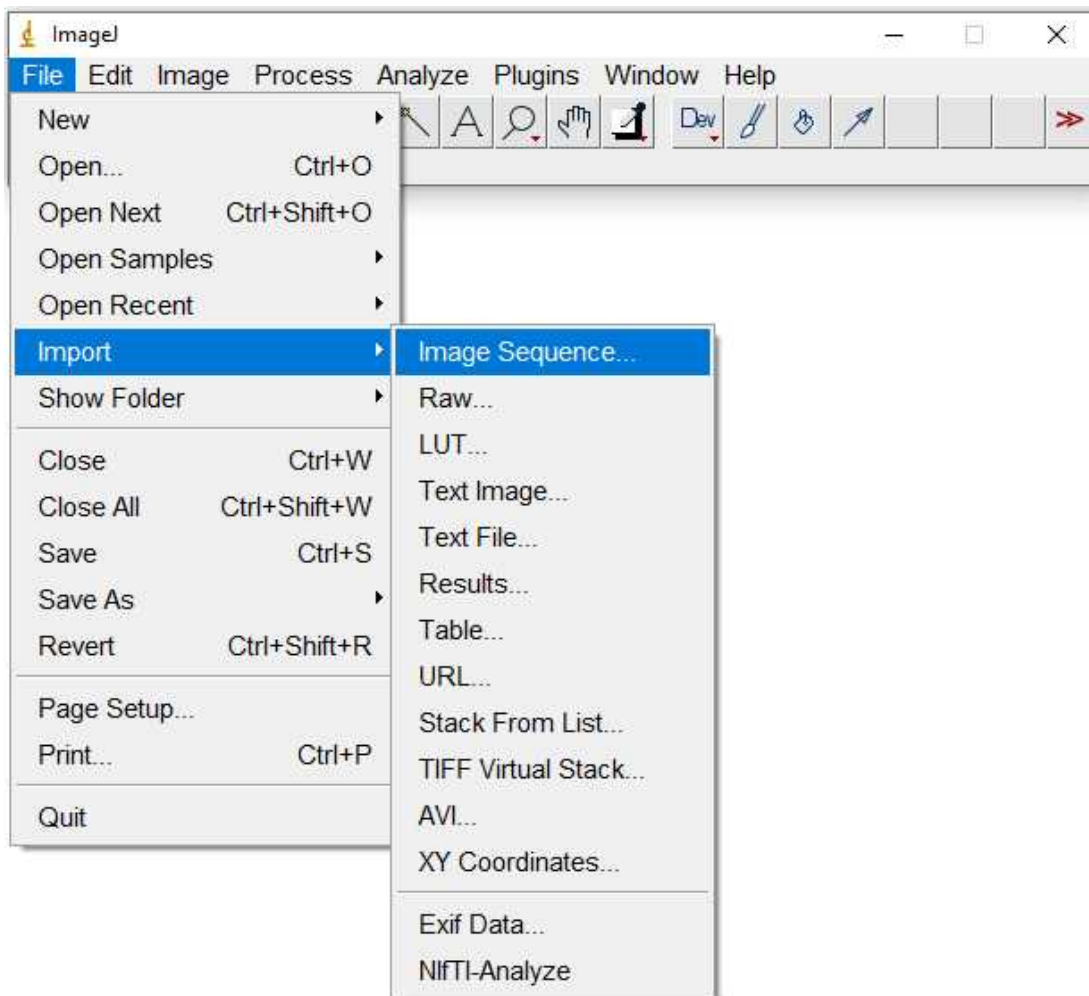 ImageJ
File Edit Image Process Analyze Plugins Window Help
A Dev
New
Open... Ctrl+O
Open Next Ctrl+Shift+O
Open Samples
Open Recent
Import
Show Folder
Close Ctrl+W
Close All Ctrl+Shift+W
Save Ctrl+S
Save As
Revert Ctrl+Shift+R
Page Setup...
Print... Ctrl+P
Quit
Image Sequence...
Raw...
LUT...
Text Image...
Text File...
Results...
Table...
URL...
Stack From List...
TIFF Virtual Stack...
AVI...
XY Coordinates...
Exif Data...
NIfTI-Analyze